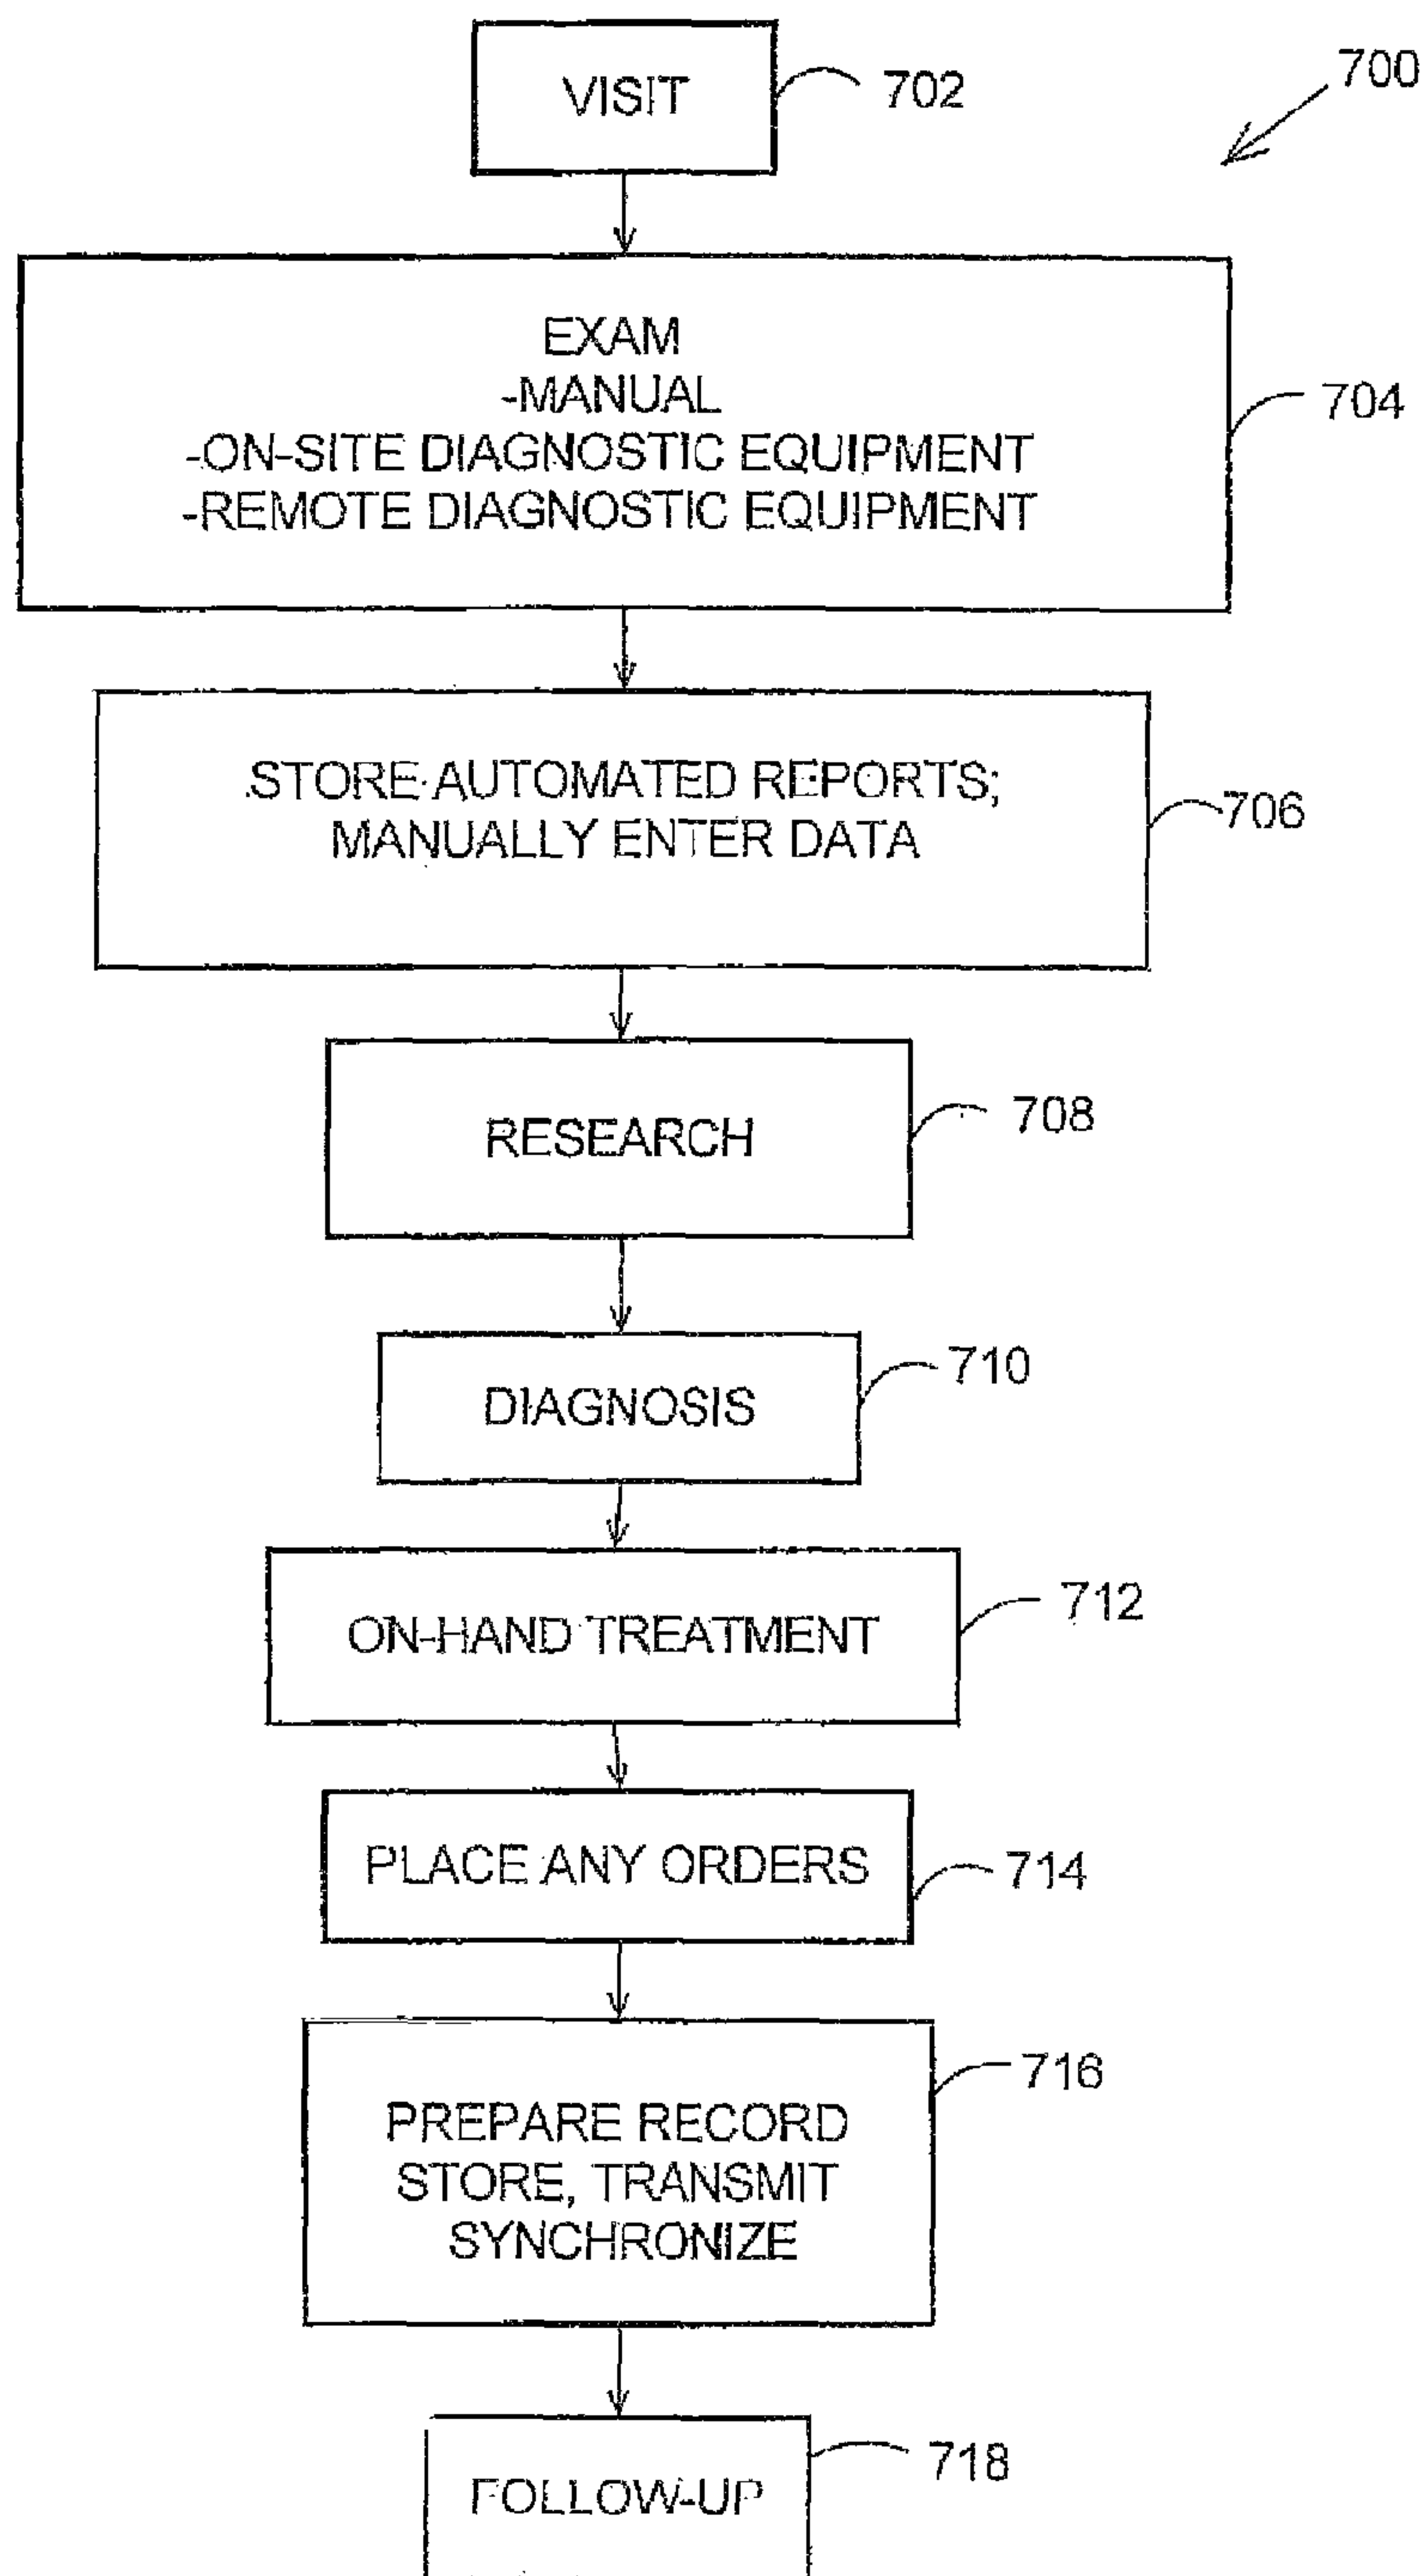 VISIT
702
700
EXAM
-MANUAL
-ON-SITE DIAGNOSTIC EQUIPMENT
-REMOTE DIAGNOSTIC EQUIPMENT
704
STORE AUTOMATED REPORTS;
MANUALLY ENTER DATA
706
RESEARCH
708
DIAGNOSIS
710
ON-HAND TREATMENT
712
PLACE ANY ORDERS
714
PREPARE RECORD
STORE, TRANSMIT
SYNCHRONIZE
716
FOLLOW-UP
718